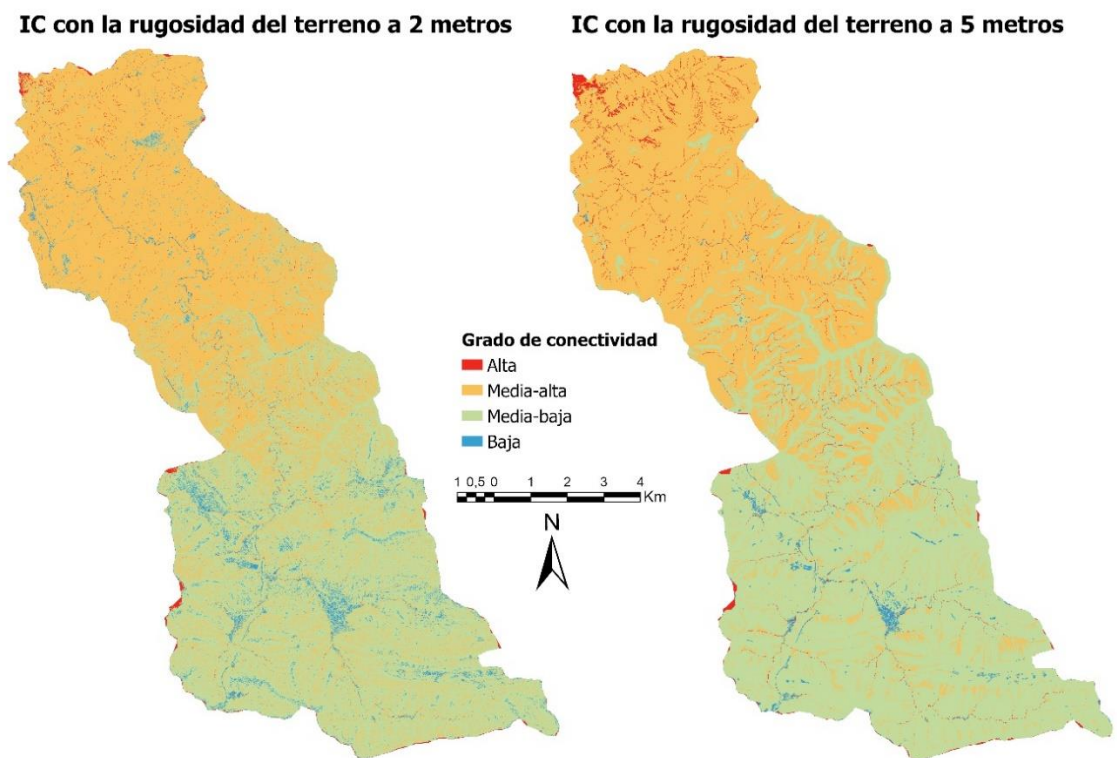 IC con la rugosidad del terreno a 2 metros
IC con la rugosidad del terreno a 5 metros
Grado de conectividad
Alta
Media-alta
Media-baja
Baja
1 0,5 0 1 2 3 4
Km
N